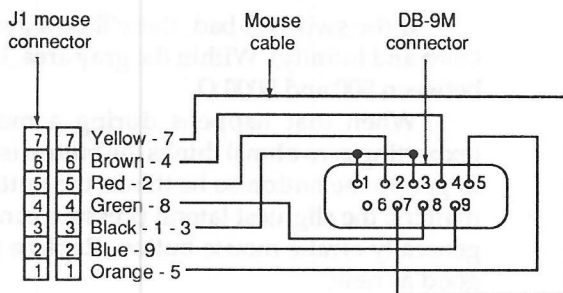 J1 mouse connector
Mouse cable
DB-9M connector
7 7 Yellow - 7
6 6 Brown - 4
5 5 Red - 2
4 4 Green - 8
3 3 Black - 1 - 3
2 2 Blue - 9
1 1 Orange - 5
1 2 3 4 5
6 7 8 9